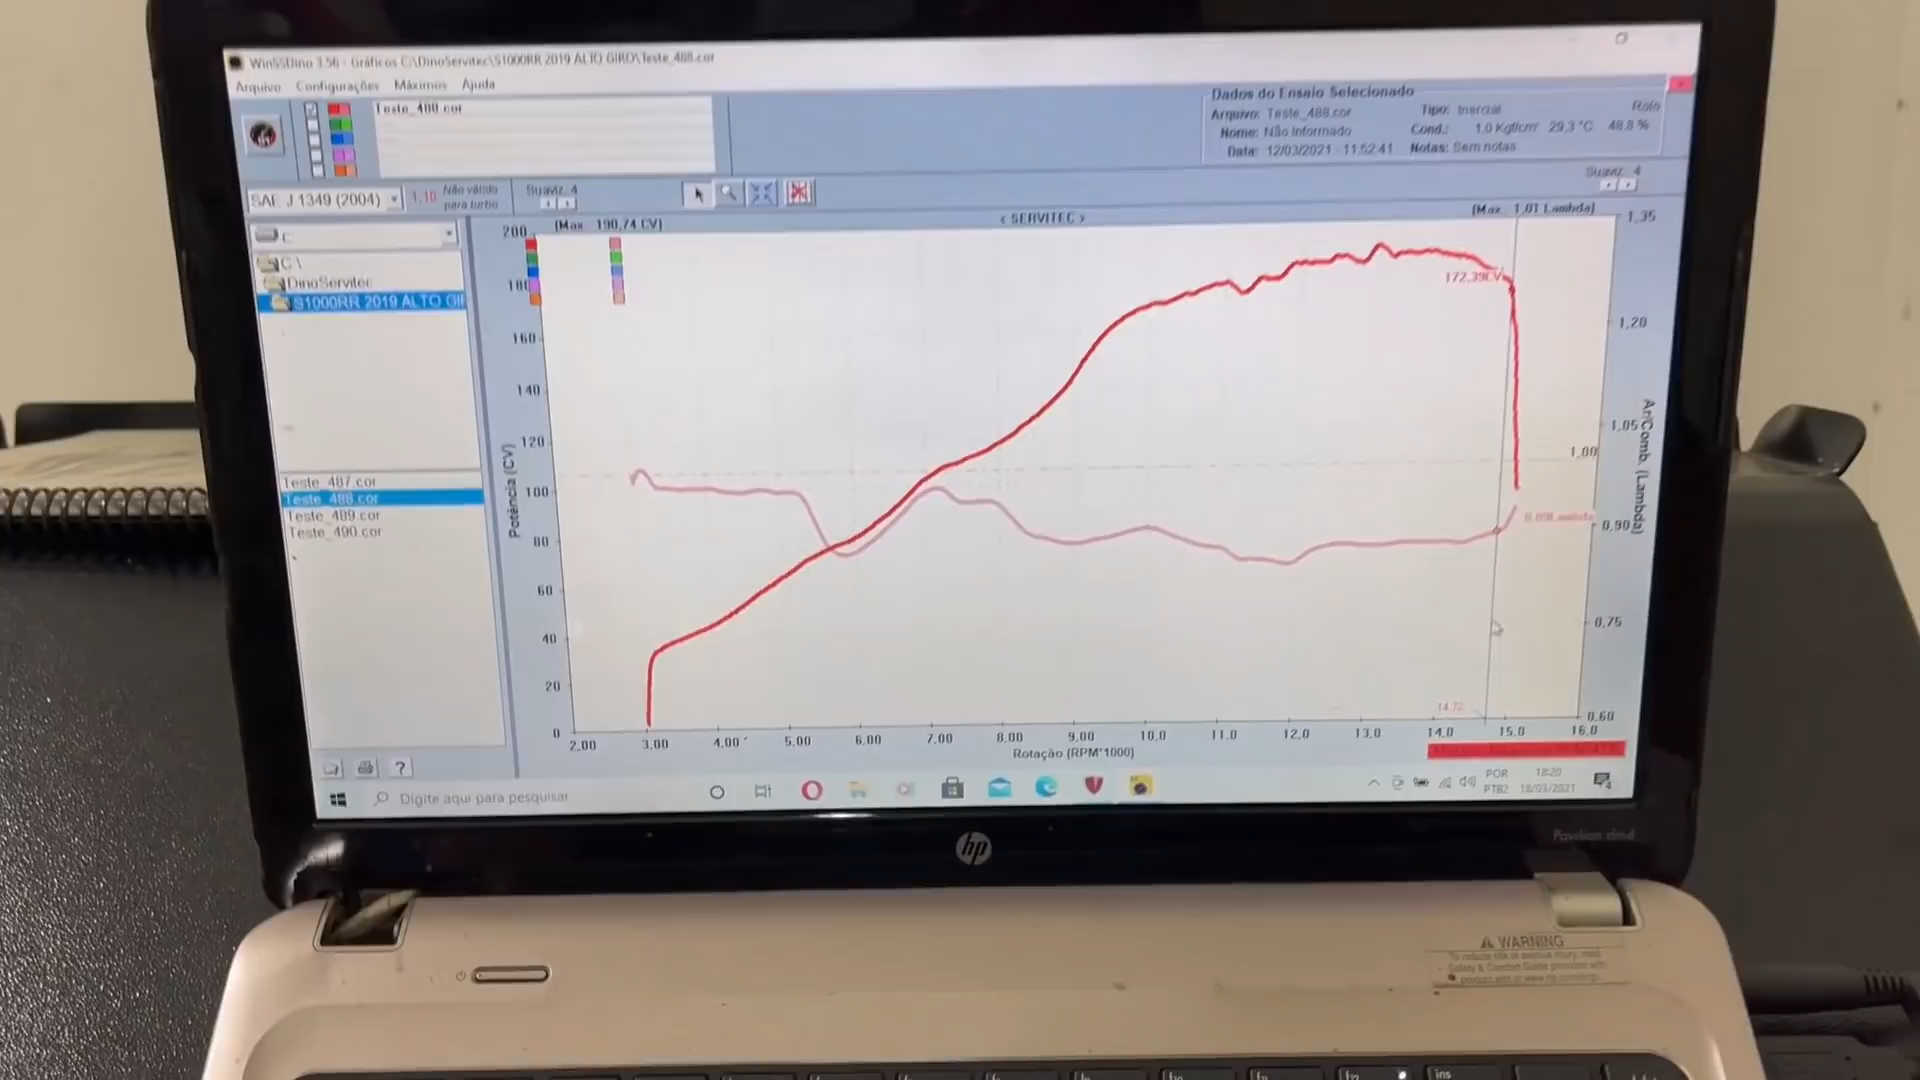 WinSSDino 3.56 - Gráficos C:\DinoServitec\S1000RR 2019 ALTO GIRO\Teste_488.cor
Arquivo Configurações Máximos Ajuda
Teste_488.cor
Dados do Ensaio Selecionado
Arquivo: Teste_488.cor Tipo: Inercial Rolo
Nome: Não Informado Cond.: 1.0 Kgf/cm² 29,3 °C 48.8 %
Data: 12/03/2021 - 11:52:41 Notas: Sem notas
SAE J 1349 (2004) 1,10 Não válido para turbo Suaviz. 4
Suaviz. 4
(Max 190,74 CV)
< SERVITEC >
(Max. 1,01 Lambda)
C:\
DinoServitec
S1000RR 2019 ALTO GI
Teste_487.cor
Teste_488.cor
Teste_489.cor
Teste_490.cor
200
180
160
140
120
100
80
60
40
20
0
Potência (CV)
172,39CV
1,35
1,20
1,05
1,00
0,90
0,75
0,60
Ar/Comb. (Lambda)
14.72
2,00 3,00 4,00 5,00 6,00 7,00 8,00 9,00 10,0 11,0 12,0 13,0 14,0 15,0 16,0
Rotação (RPM*1000)
?
Digite aqui para pesquisar
POR
PTB2
18:20
18/03/2021
Pavilion dm4
hp
WARNING
ins